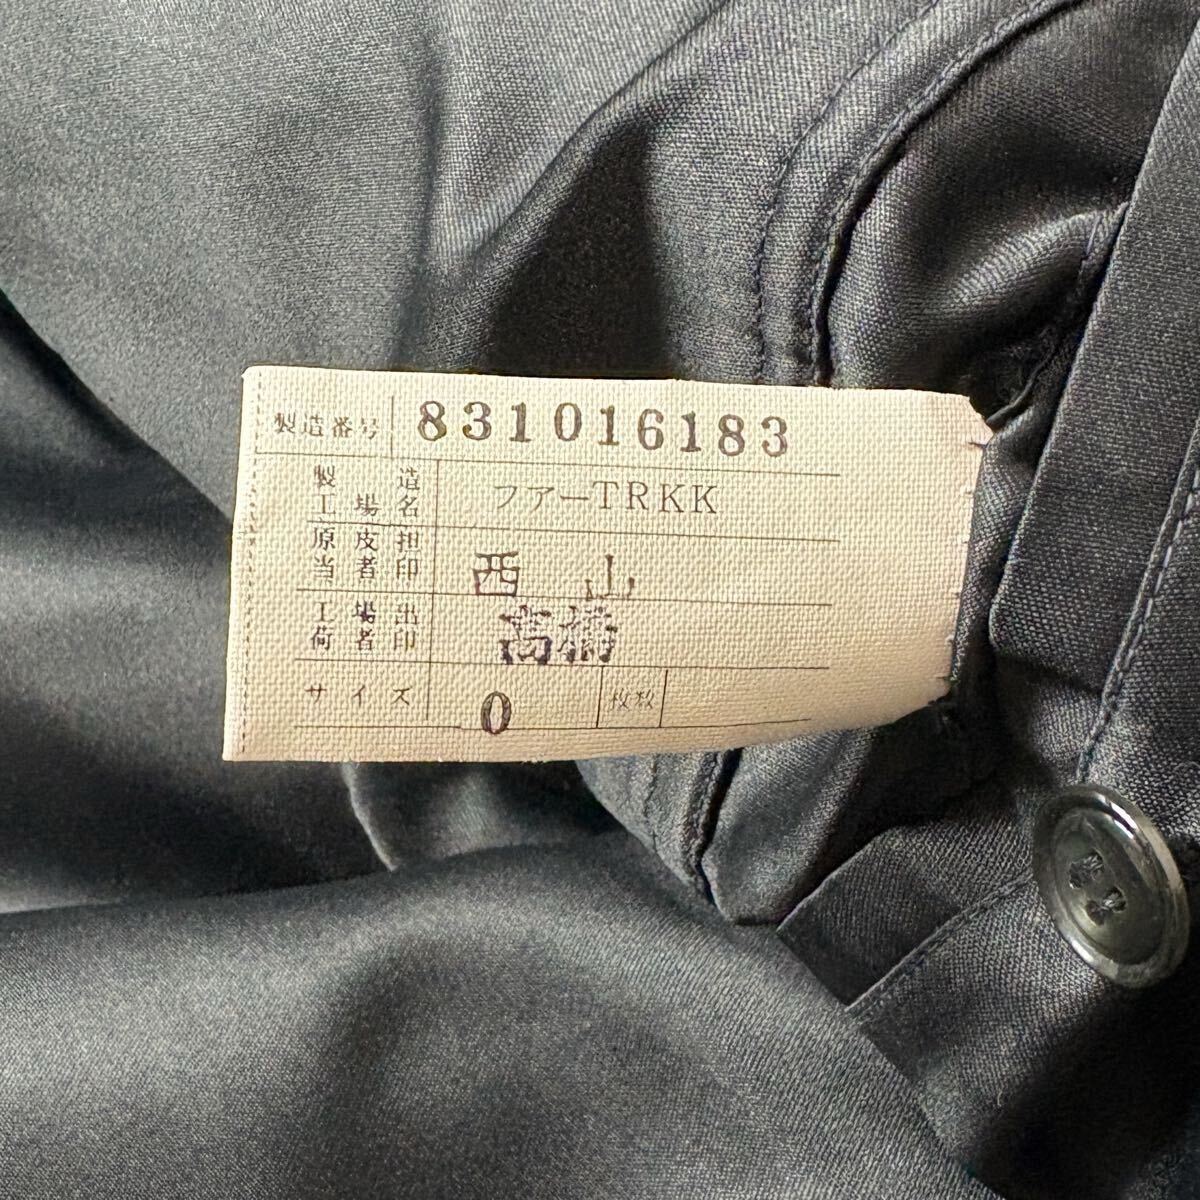 製造番号 831016183
製造
工場名 ファーTRKK
原皮担
当者印 西山
工場出
荷者印 高橋
サイズ 0 枚数